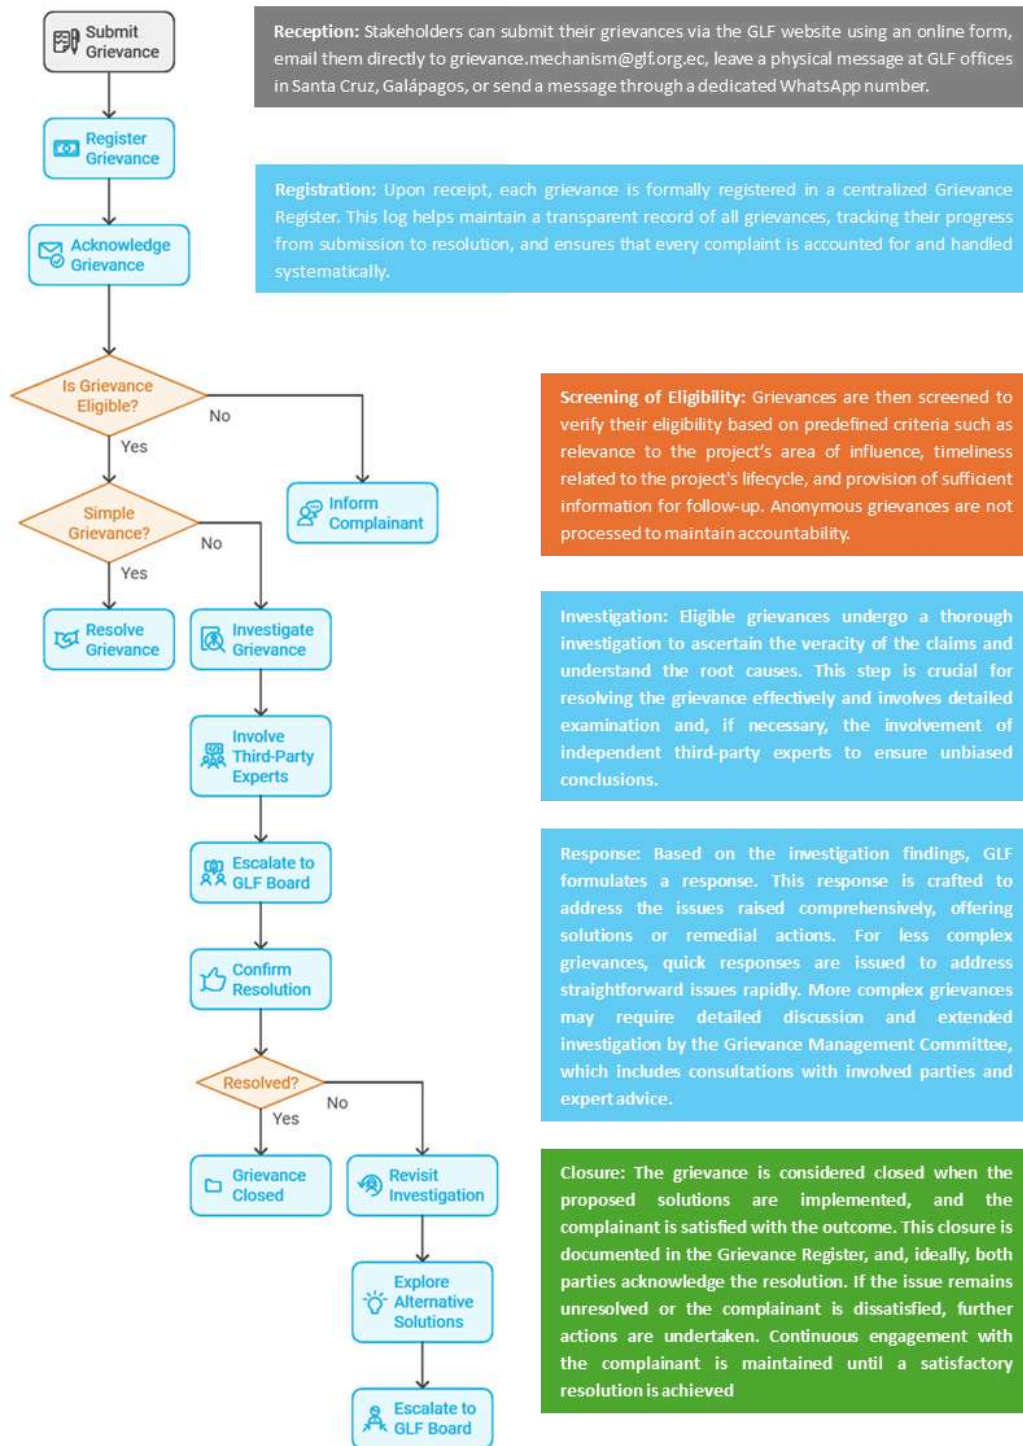 Submit
Grievance
Reception: Stakeholders can submit their grievances via the GLF website using an online form,
email them directly to grievance.mechanism@glf.org.ec, leave a physical message at GLF offices
in Santa Cruz, Galápagos, or send a message through a dedicated WhatsApp number.
Register
Grievance
Registration: Upon receipt, each grievance is formally registered in a centralized Grievance
Register. This log helps maintain a transparent record of all grievances, tracking their progress
from submission to resolution, and ensures that every complaint is accounted for and handled
systematically.
Acknowledge
Grievance
Is Grievance
Eligible?
No
Yes
Screening of Eligibility: Grievances are then screened to
verify their eligibility based on predefined criteria such as
relevance to the project's area of influence, timeliness
related to the project's lifecycle, and provision of sufficient
information for follow-up. Anonymous grievances are not
processed to maintain accountability.
Inform
Complainant
Simple
Grievance?
No
Yes
Resolve
Grievance
Investigate
Grievance
Investigation: Eligible grievances undergo a thorough
investigation to ascertain the veracity of the claims and
understand the root causes. This step is crucial for
resolving the grievance effectively and involves detailed
examination and, if necessary, the involvement of
independent third-party experts to ensure unbiased
conclusions.
Involve
Third-Party
Experts
Escalate to
GLF Board
Response: Based on the investigation findings, GLF
formulates a response. This response is crafted to
address the issues raised comprehensively, offering
solutions or remedial actions. For less complex
grievances, quick responses are issued to address
straightforward issues rapidly. More complex grievances
may require detailed discussion and extended
investigation by the Grievance Management Committee,
which includes consultations with involved parties and
expert advice.
Confirm
Resolution
Resolved?
No
Yes
Grievance
Closed
Revisit
Investigation
Closure: The grievance is considered closed when the
proposed solutions are implemented, and the
complainant is satisfied with the outcome. This closure is
documented in the Grievance Register, and, ideally, both
parties acknowledge the resolution. If the issue remains
unresolved or the complainant is dissatisfied, further
actions are undertaken. Continuous engagement with
the complainant is maintained until a satisfactory
resolution is achieved
Explore
Alternative
Solutions
Escalate to
GLF Board